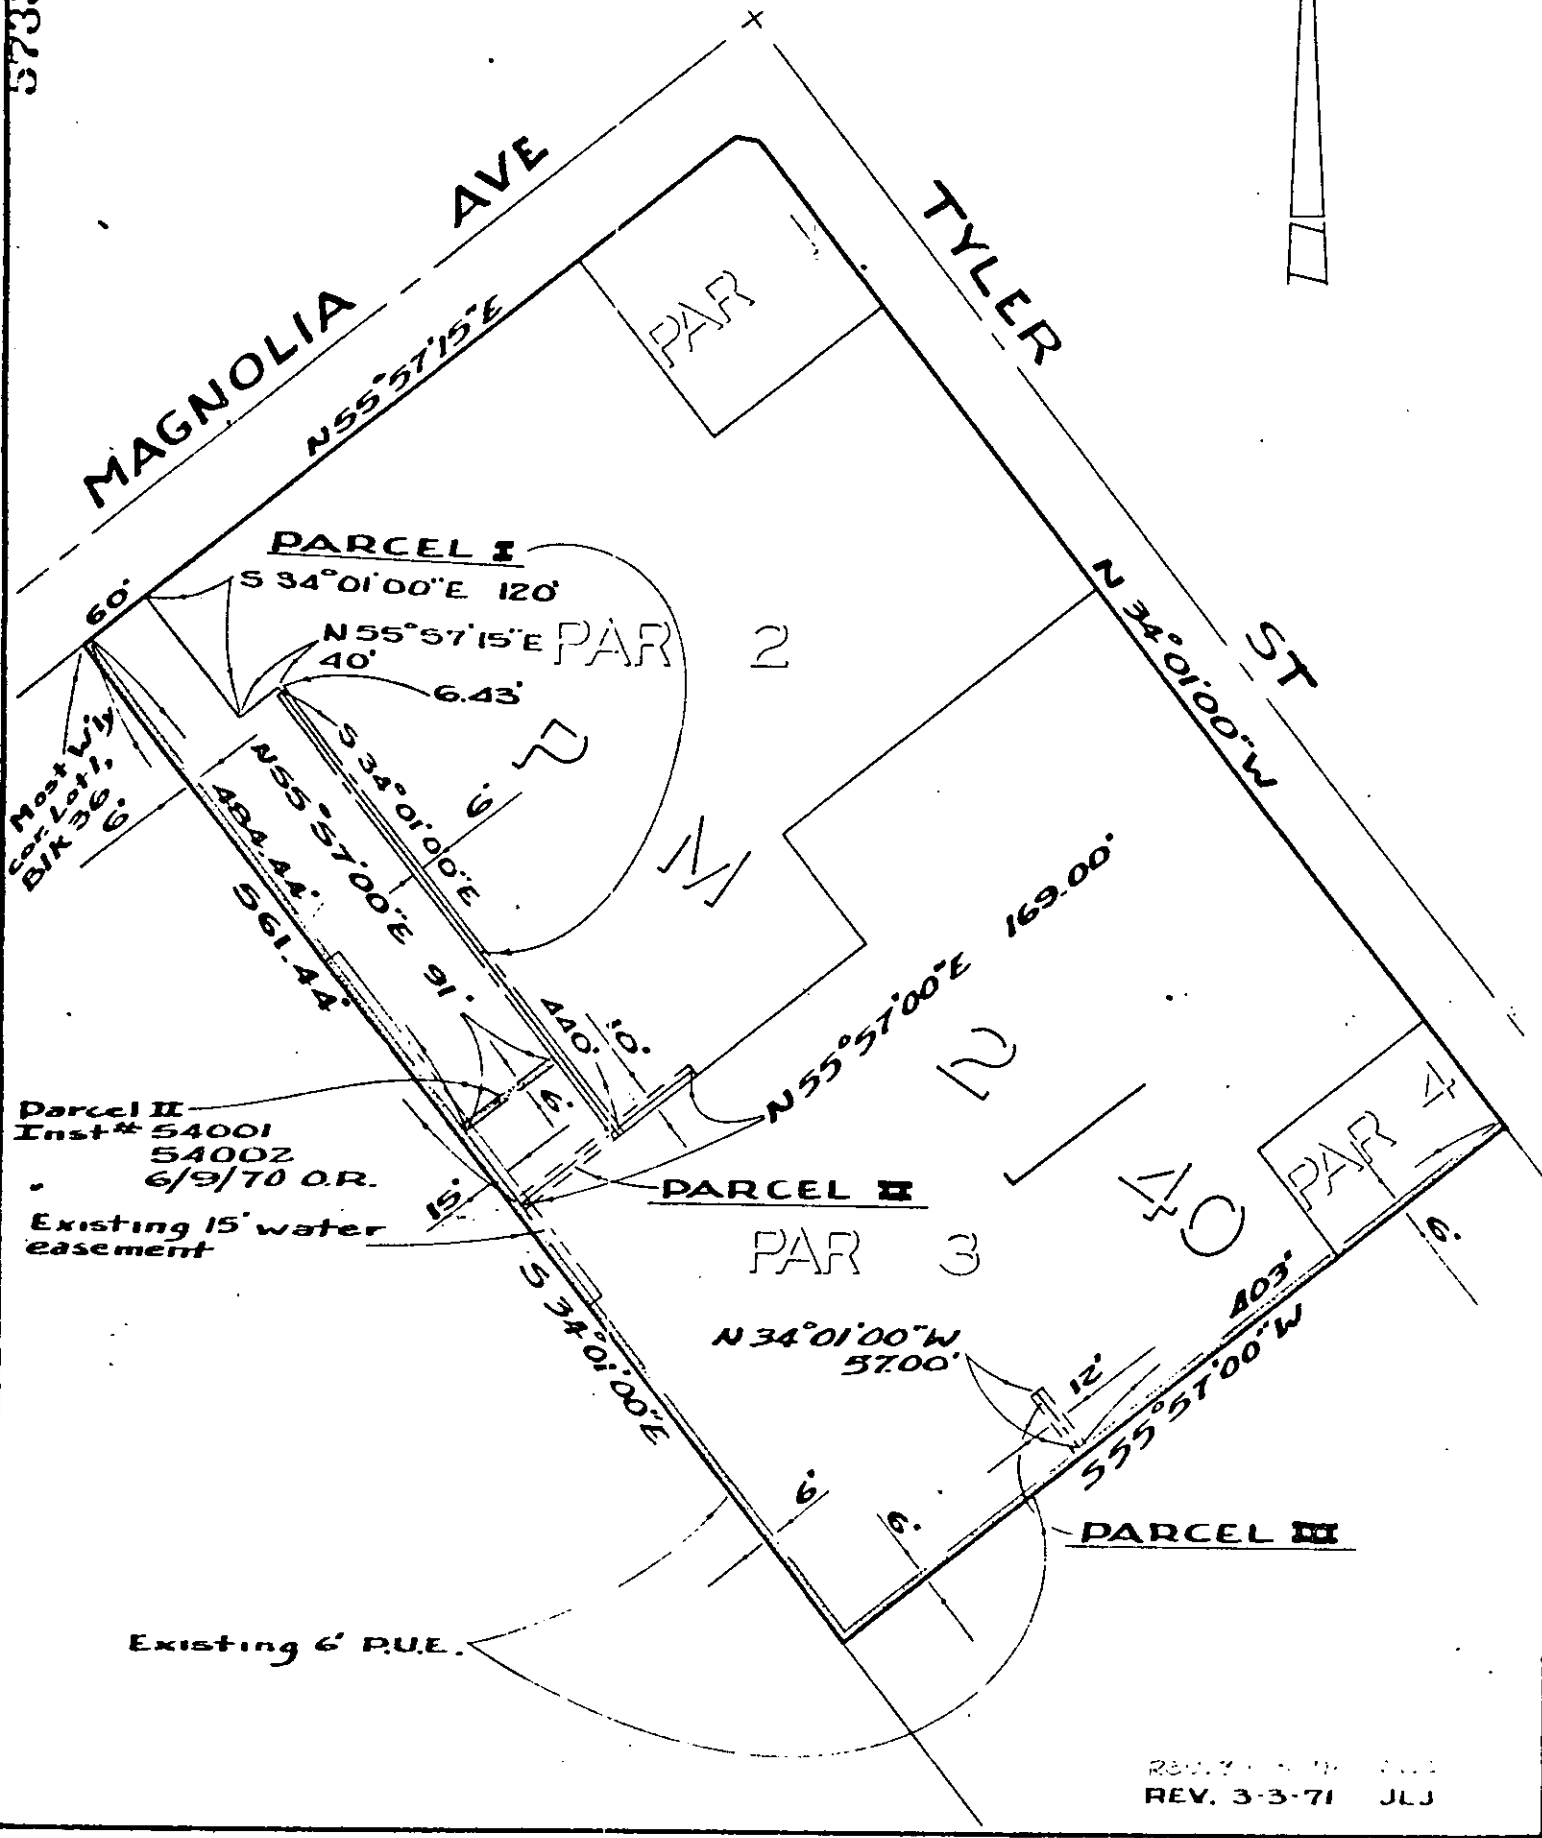 MAGNOLIA AVE
TYLER ST
N55°57'15"E
PAR
PARCEL I
S 34°01'00"E 120'
60'
N 55°57'15"E
40'
PAR 2
6.43'
N 34°01'00"W
Most W'ly
cor. Lot 1,
Blk 36
6'
S 34°01'00"E
6'
N55°57'00"E 91'
484.44'
561.44'
P M
169.00'
N55°57'00"E
440'
10'
2
40
6'
Parcel II
Inst# 54001
54002
6/9/70 O.R.
15'
PARCEL II
Existing 15' water
easement
PAR 4
6'
PAR 3
403'
S 34°01'00"E
N 34°01'00"W
57.00'
12'
S55°57'00"W
6'
6'
PARCEL III
Existing 6' P.U.E.
REV. 3-3-71 JLJ